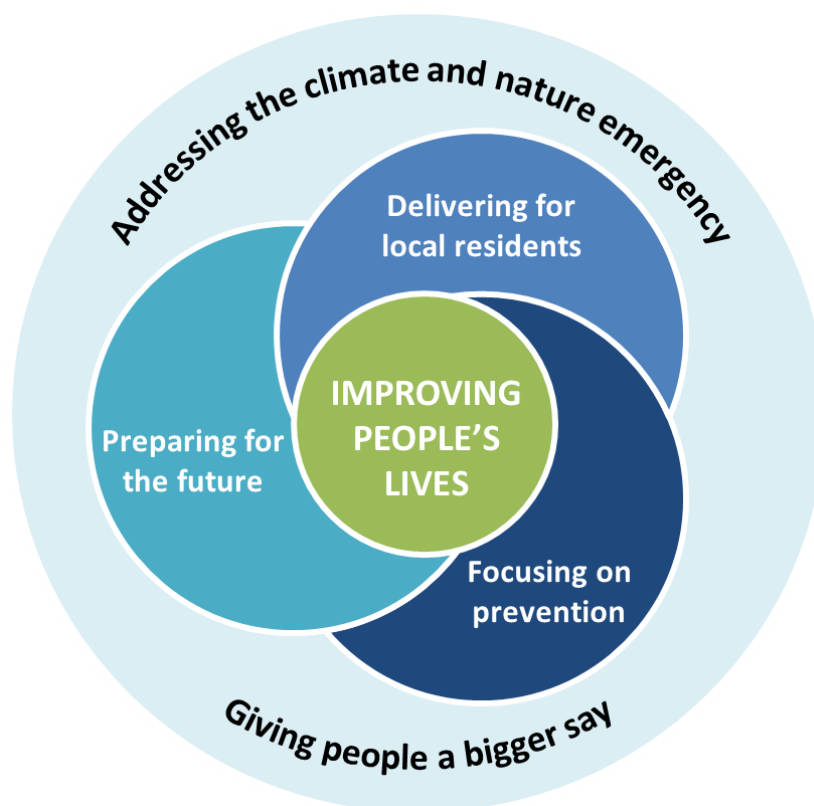 Addressing the climate and nature emergency
Delivering for
local residents
IMPROVING
PEOPLE’S
LIVES
Preparing for
the future
Focusing on
prevention
Giving people a bigger say